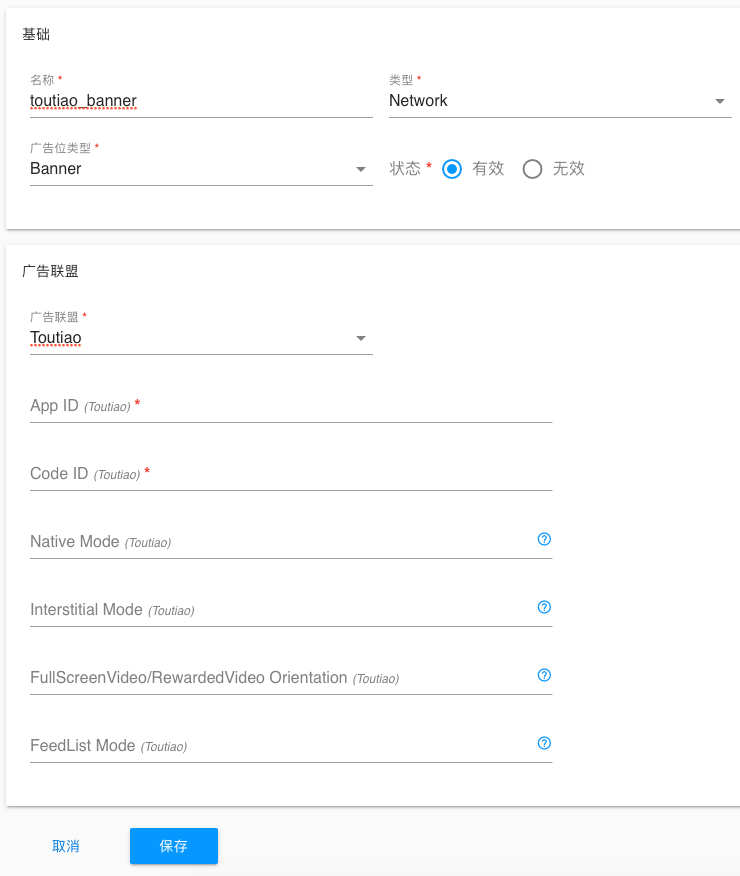 基础
名称 * 类型 *
toutiao_banner Network
广告位类型 *
Banner 状态 * 有效 无效
广告联盟
广告联盟 *
Toutiao
App ID (Toutiao) *
Code ID (Toutiao) *
Native Mode (Toutiao)
Interstitial Mode (Toutiao)
FullScreenVideo/RewardedVideo Orientation (Toutiao)
FeedList Mode (Toutiao)
取消 保存